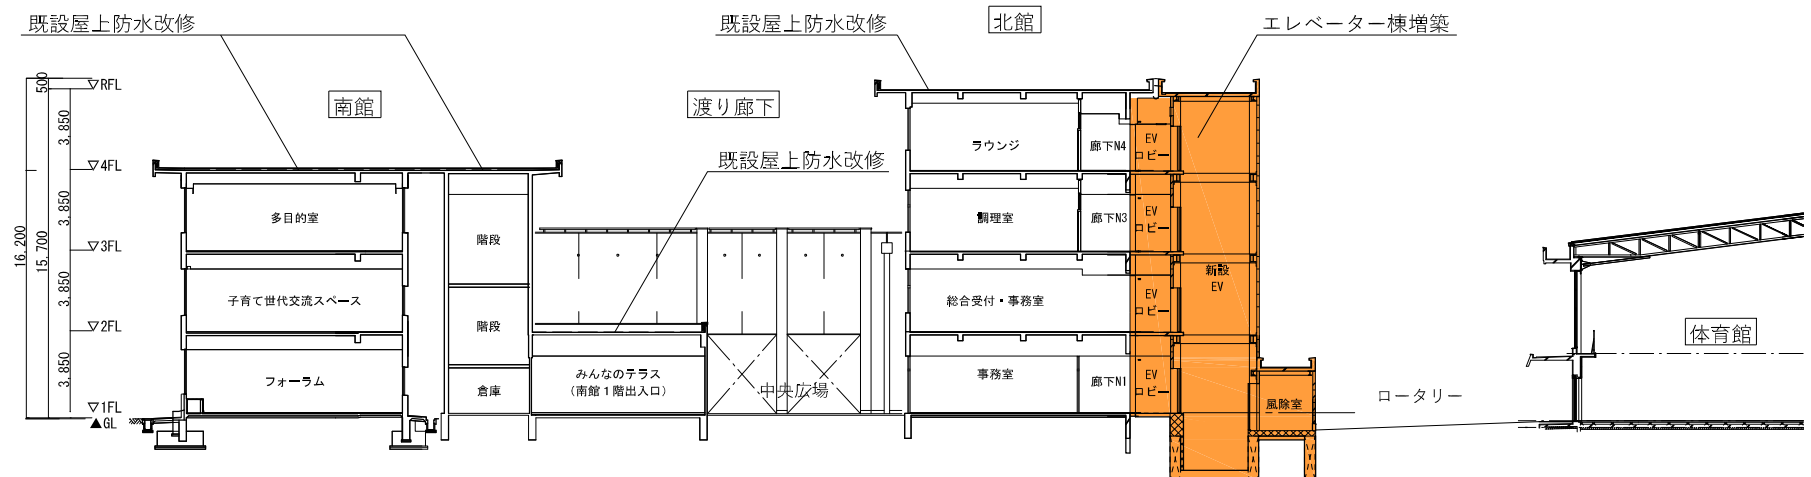 既設屋上防水改修
既設屋上防水改修
北館
エレベーター棟増築
500
▽RFL
南館
渡り廊下
3,850
ラウンジ
廊下N4
EV
ロビー
既設屋上防水改修
▽4FL
16,200
15,700
3,850
多目的室
階段
調理室
廊下N3
EV
ロビー
▽3FL
3,850
子育て世代交流スペース
階段
総合受付・事務室
EV
ロビー
新設
EV
▽2FL
体育館
3,850
フォーラム
倉庫
みんなのテラス
(南館1階出入口)
中央広場
事務室
廊下N1
EV
ロビー
風除室
ロータリー
▽1FL
▲GL